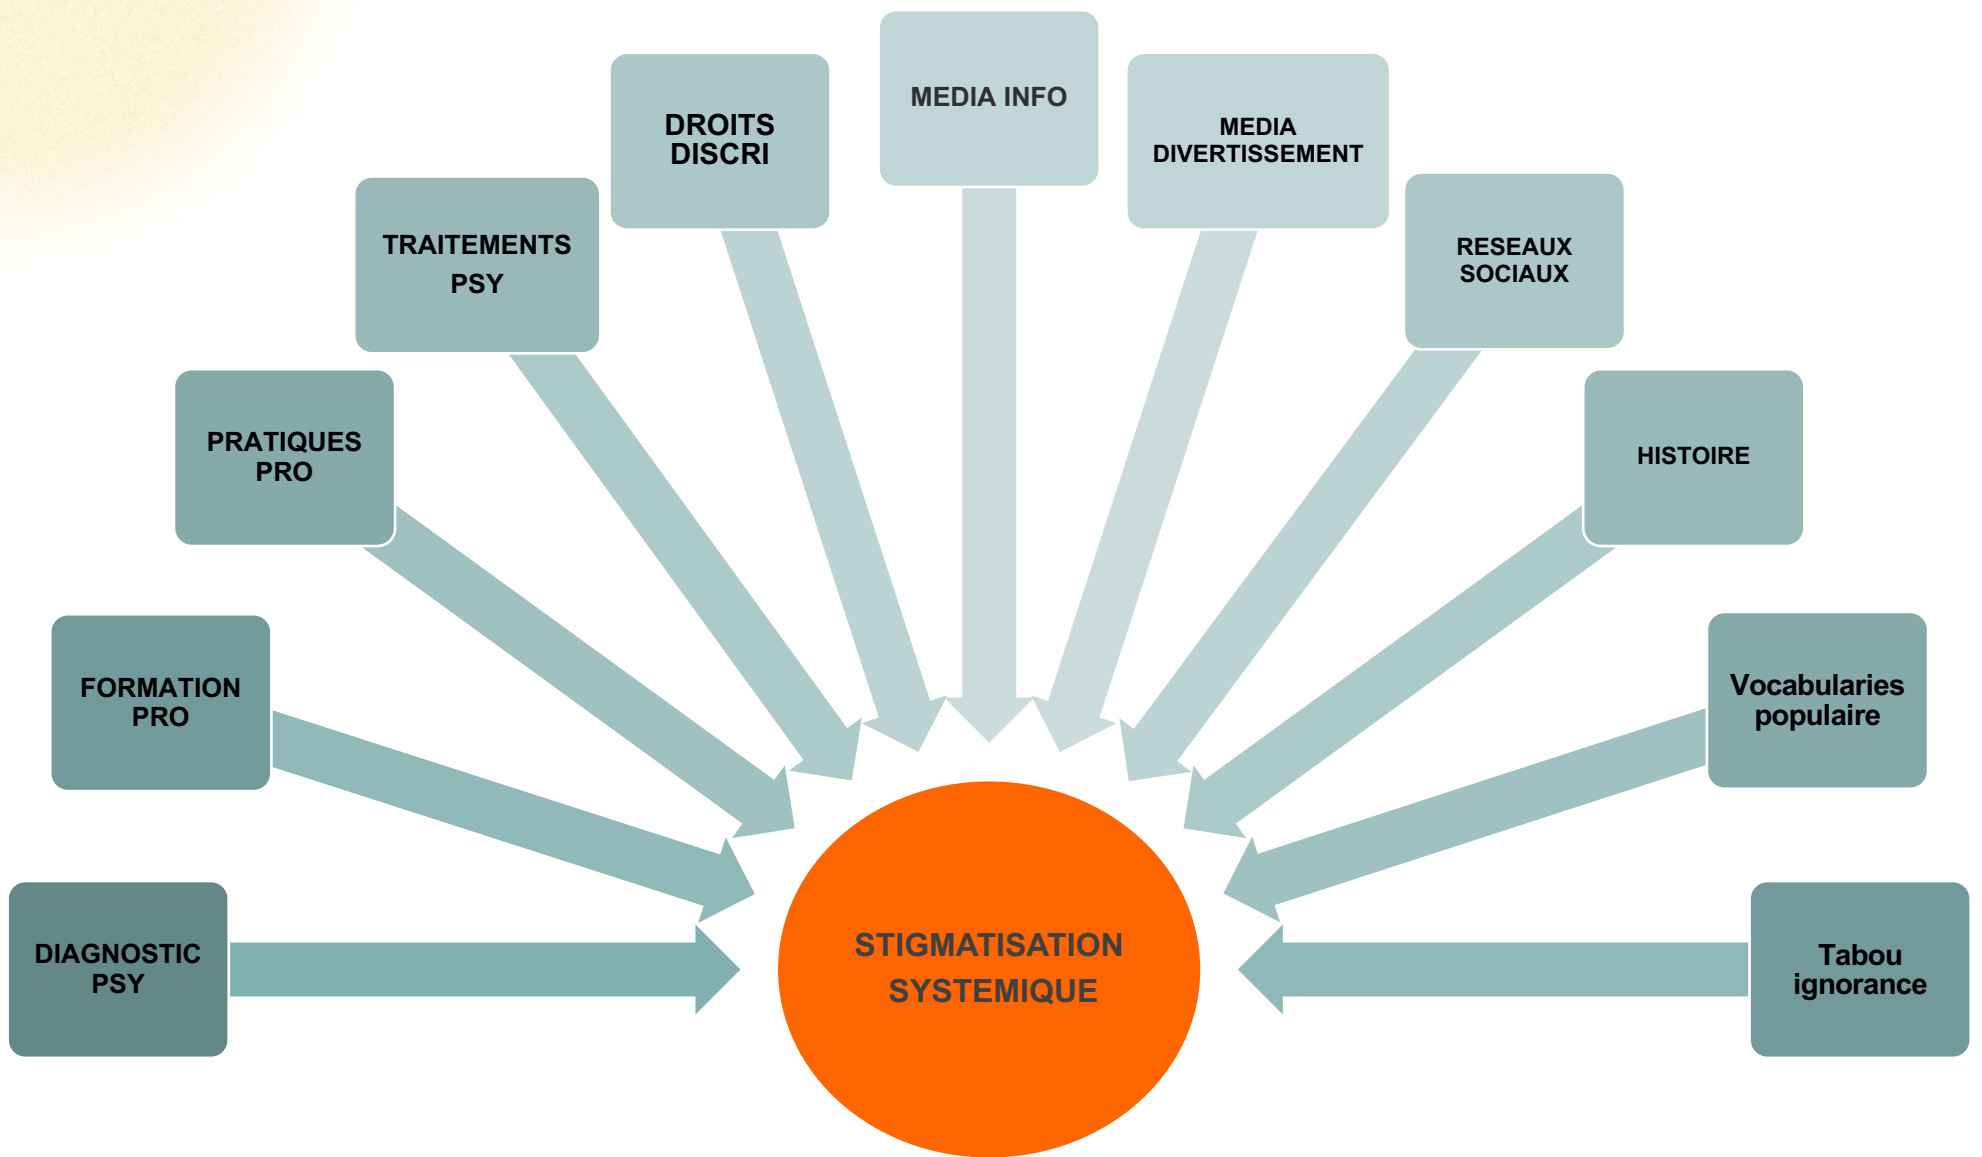 MEDIA INFO
DROITS
DISCRI
MEDIA
DIVERTISSEMENT
TRAITEMENTS
PSY
RESEAUX
SOCIAUX
PRATIQUES
PRO
HISTOIRE
FORMATION
PRO
Vocabularies
populaire
DIAGNOSTIC
PSY
STIGMATISATION
SYSTEMIQUE
Tabou
ignorance